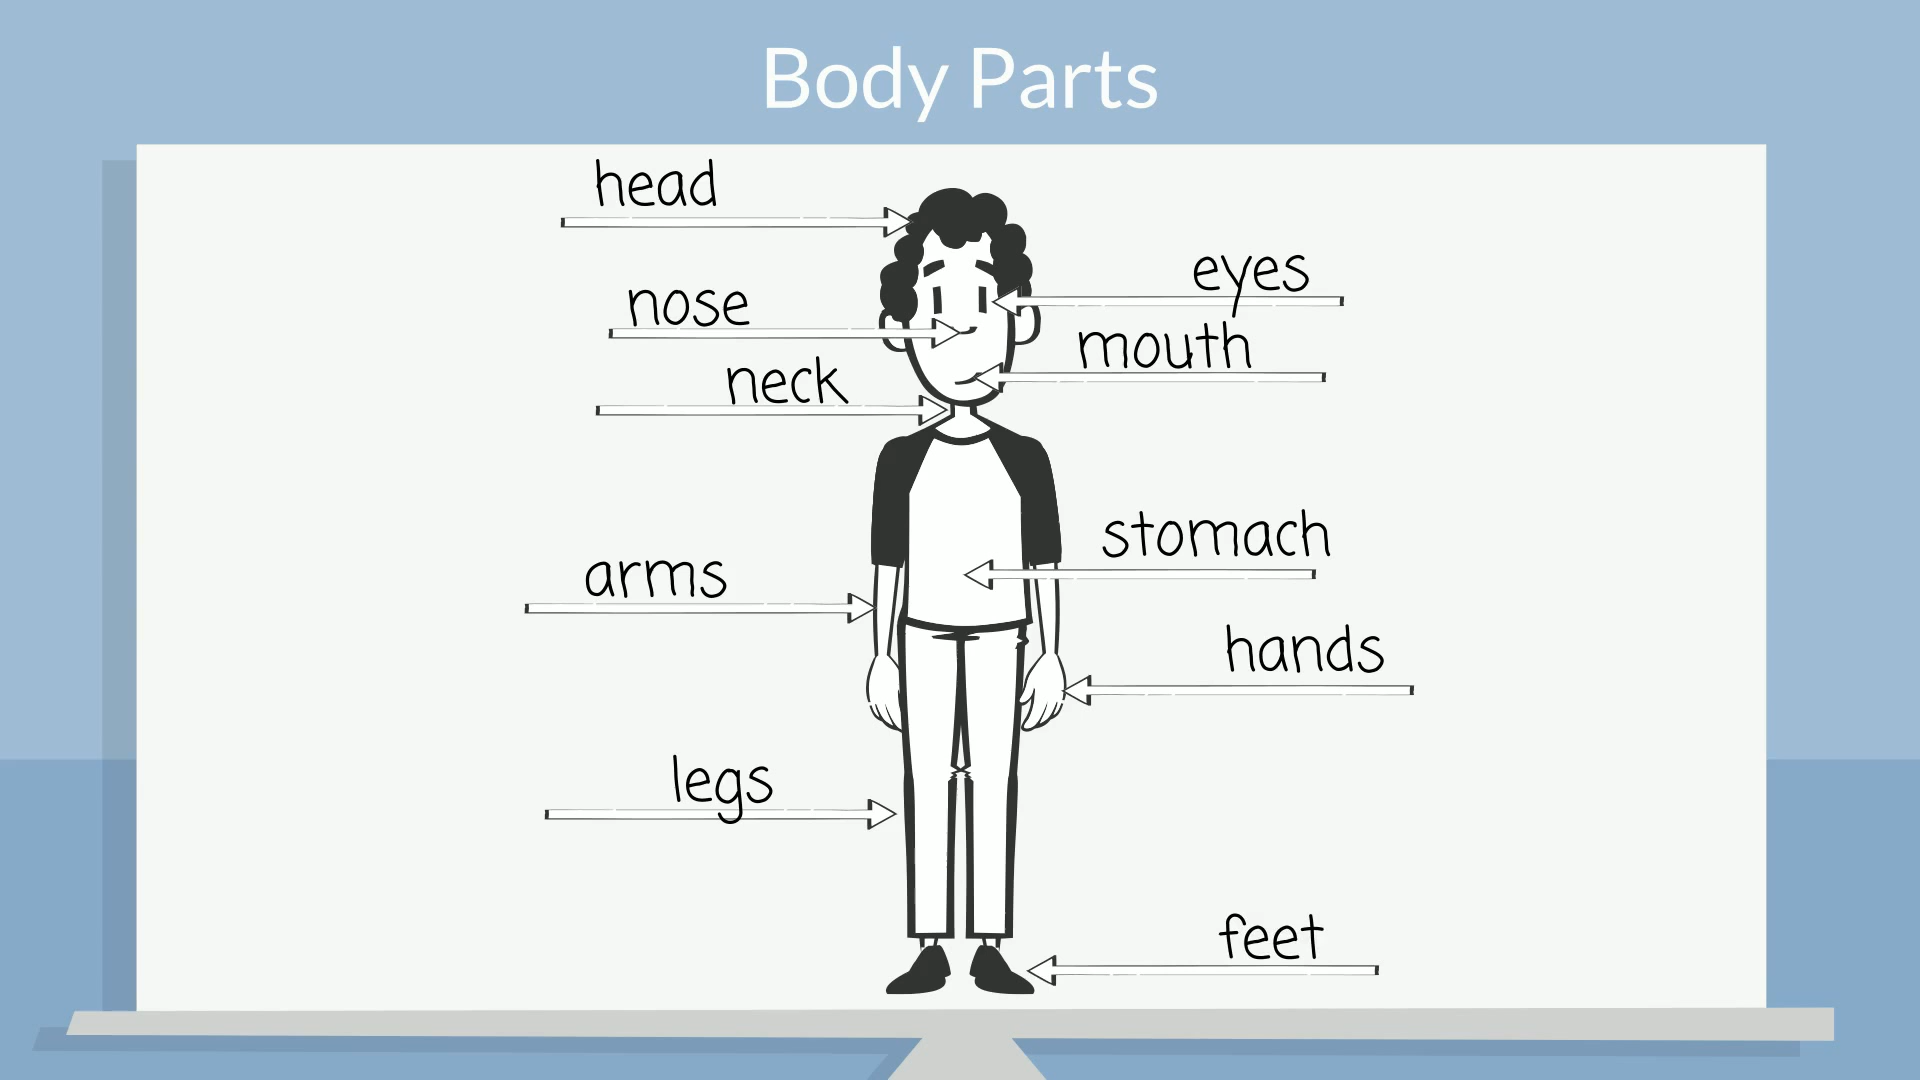 Body Parts
head
eyes
nose
mouth
neck
stomach
arms
hands
legs
feet